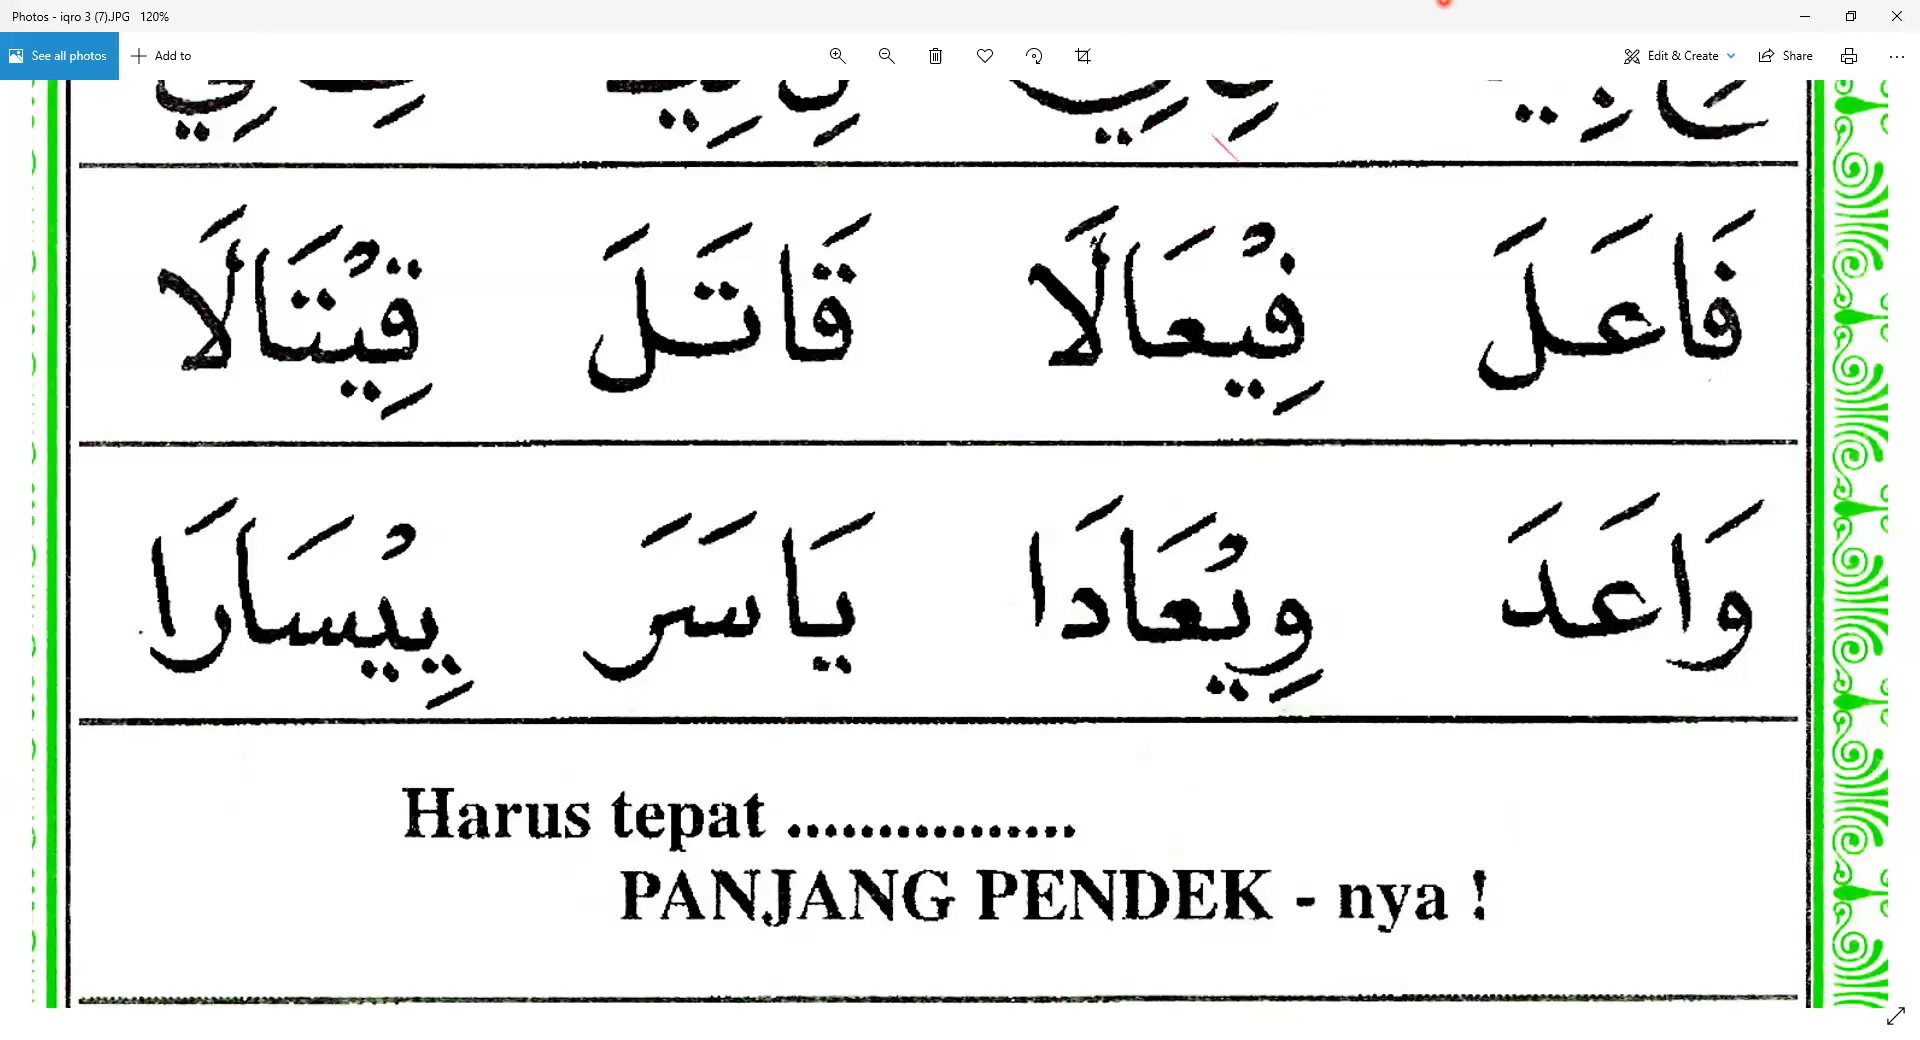 Photos - iqro 3 (7).JPG 120%
See all photos
Add to
Edit & Create
Share
فَاعَلَ فِيْعَالَا قَاتَلَ قِيْتَالَا
وَاعَدَ وِيْعَادَا يَاسَرَ يِيْسَارَا
Harus tepat ................
PANJANG PENDEK - nya !